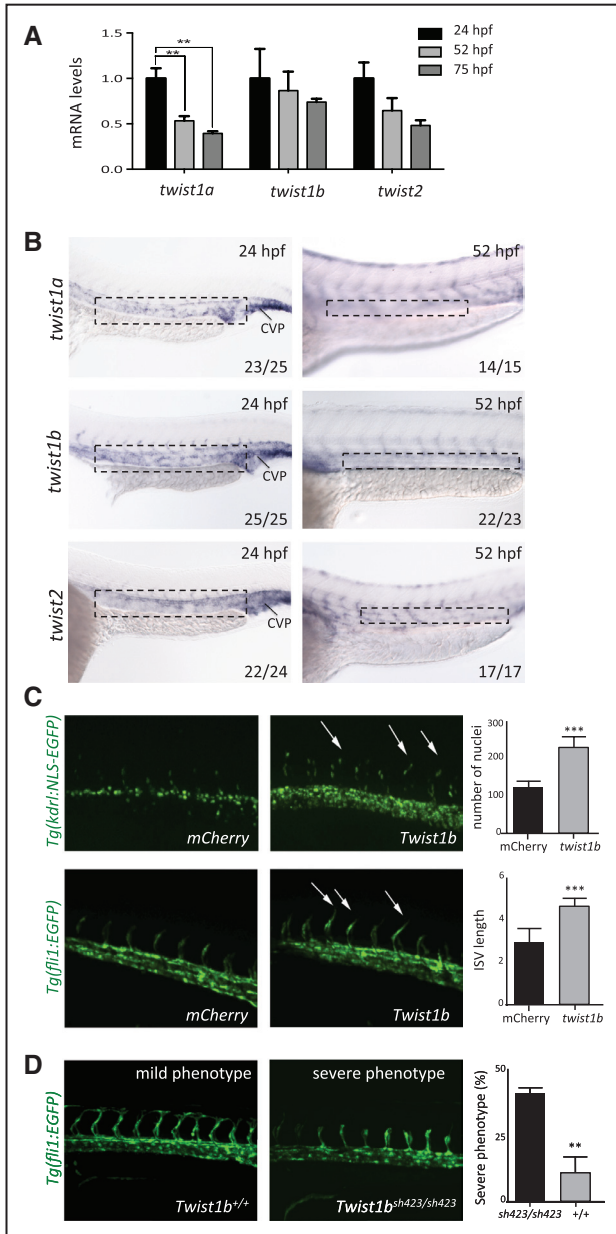 A
mRNA levels
1.5
1.0
0.5
0.0
**
**
24 hpf
52 hpf
75 hpf
twist1a
twist1b
twist2
B
twist1a
24 hpf
CVP
23/25
52 hpf
14/15
twist1b
24 hpf
CVP
25/25
52 hpf
22/23
twist2
24 hpf
CVP
22/24
52 hpf
17/17
C
Tg(kdrl:NLS-EGFP)
mCherry
Twist1b
number of nuclei
300
200
100
0
***
mCherry
twist1b
Tg(fli1:EGFP)
mCherry
Twist1b
ISV length
6
4
2
0
***
mCherry
twist1b
D
Tg(fli1:EGFP)
mild phenotype
Twist1b+/+
severe phenotype
Twist1bsh423/sh423
Severe phenotype (%)
50
25
0
**
sh423/sh423
+/+